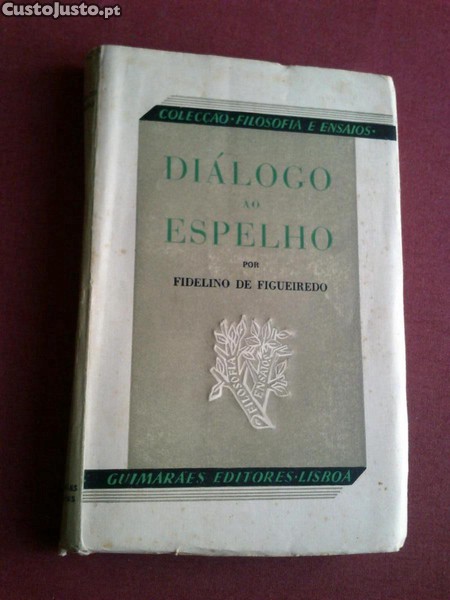 CustoJusto.pt
COLECÇÃO · FILOSOFIA E ENSAIOS ·
DIÁLOGO
AO
ESPELHO
POR
FIDELINO DE FIGUEIREDO
FILOSOFIA
ENSAIOS
GUIMARÃES EDITORES · LISBOA